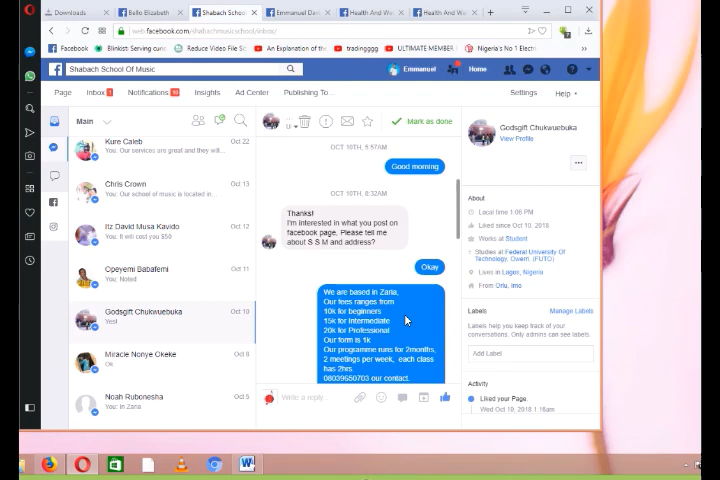 Downloads
Bello Elizabeth
Shabach School
Emmanuel Dav
Health And We
Health And We
web.facebook.com/shabachmusicschool/inbox/
Facebook
Blinkist Serving curi
Reduce Video File Si
An Explanation of the
tradingggg
ULTIMATE MEMBER
Nigeria's No 1 Electri
Shabach School Of Music
Emmanuel
Home
Page
Inbox 1
Notifications 10
Insights
Ad Center
Publishing To...
Settings
Help
Main
Kure Caleb
Oct 22
You: Our services are great and they will...
Chris Crown
Oct 13
You: Our school of music is located in...
Itz David Musa Kavido
Oct 12
You: It will cost you $50
Opeyemi Babafemi
Oct 11
You: Noted
Godsgift Chukwuebuka
Oct 10
Yes!
Miracle Nonye Okeke
Oct 8
Ok
Noah Rubonesha
Oct 5
You: In Zaria
Mark as done
OCT 10TH, 5:57AM
Good morning
OCT 10TH, 8:32AM
Thanks!
I'm interested in what you post on
facebook page, Please tell me
about S S M and address?
Okay
We are based in Zaria,
Our fees ranges from
10k for beginners
15k for Intermediate
20k for Professional
Our form is 1k
Our programme runs for 2months,
2 meetings per week, each class
has 2hrs.
08039650703 our contact.
Write a reply...
Godsgift Chukwuebuka
View Profile
About
Local time 1:06 PM
Liked since Oct 10, 2018
Works at Student
Studies at Federal University Of
Technology, Owerri (FUTO)
Lives in Lagos, Nigeria
From Orlu, Imo
Labels
Manage Labels
Labels help you keep track of your
conversations. Only admins can see labels.
Add Label
Activity
Liked your Page.
Wed Oct 10, 2018 1:16am